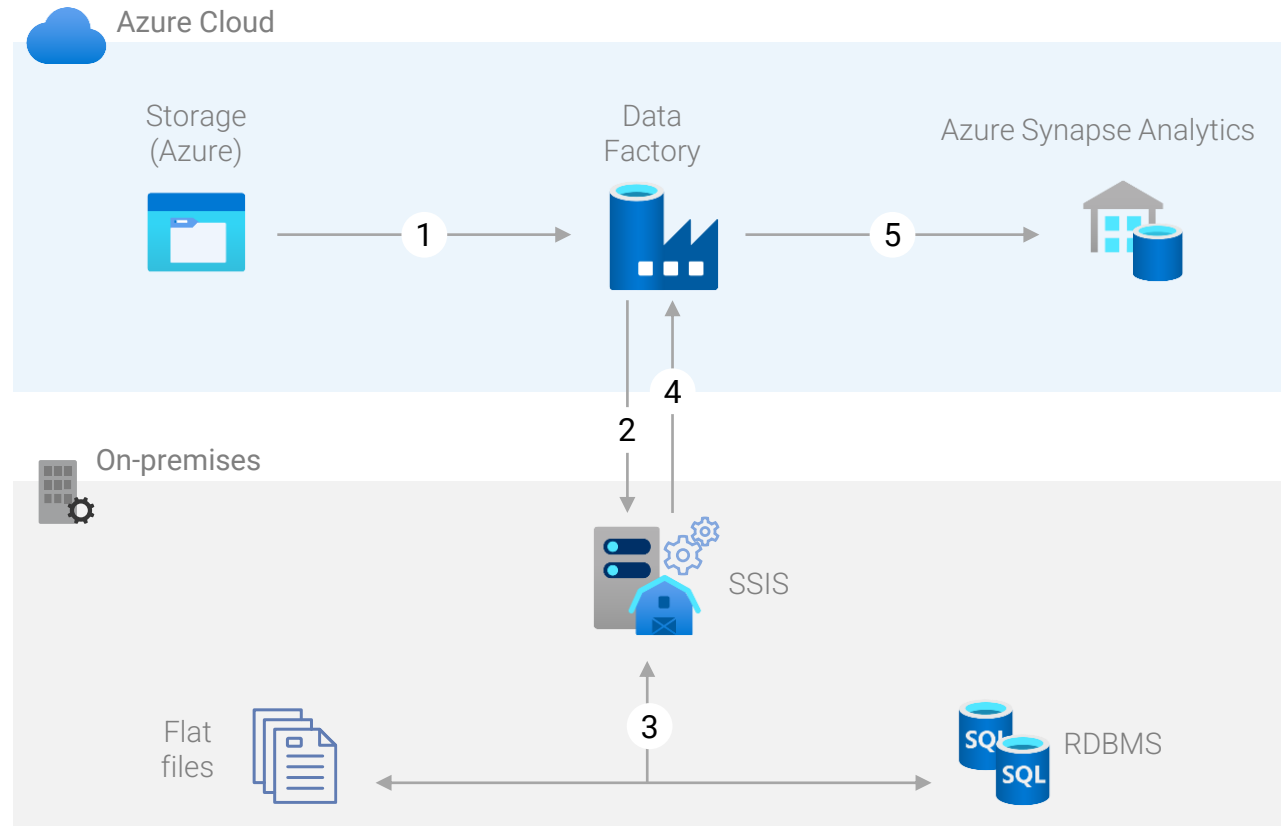 Azure Cloud
Storage
(Azure)
Data
Factory
Azure Synapse Analytics
1
5
4
2
On-premises
SSIS
3
Flat
files
SQL
SQL
RDBMS